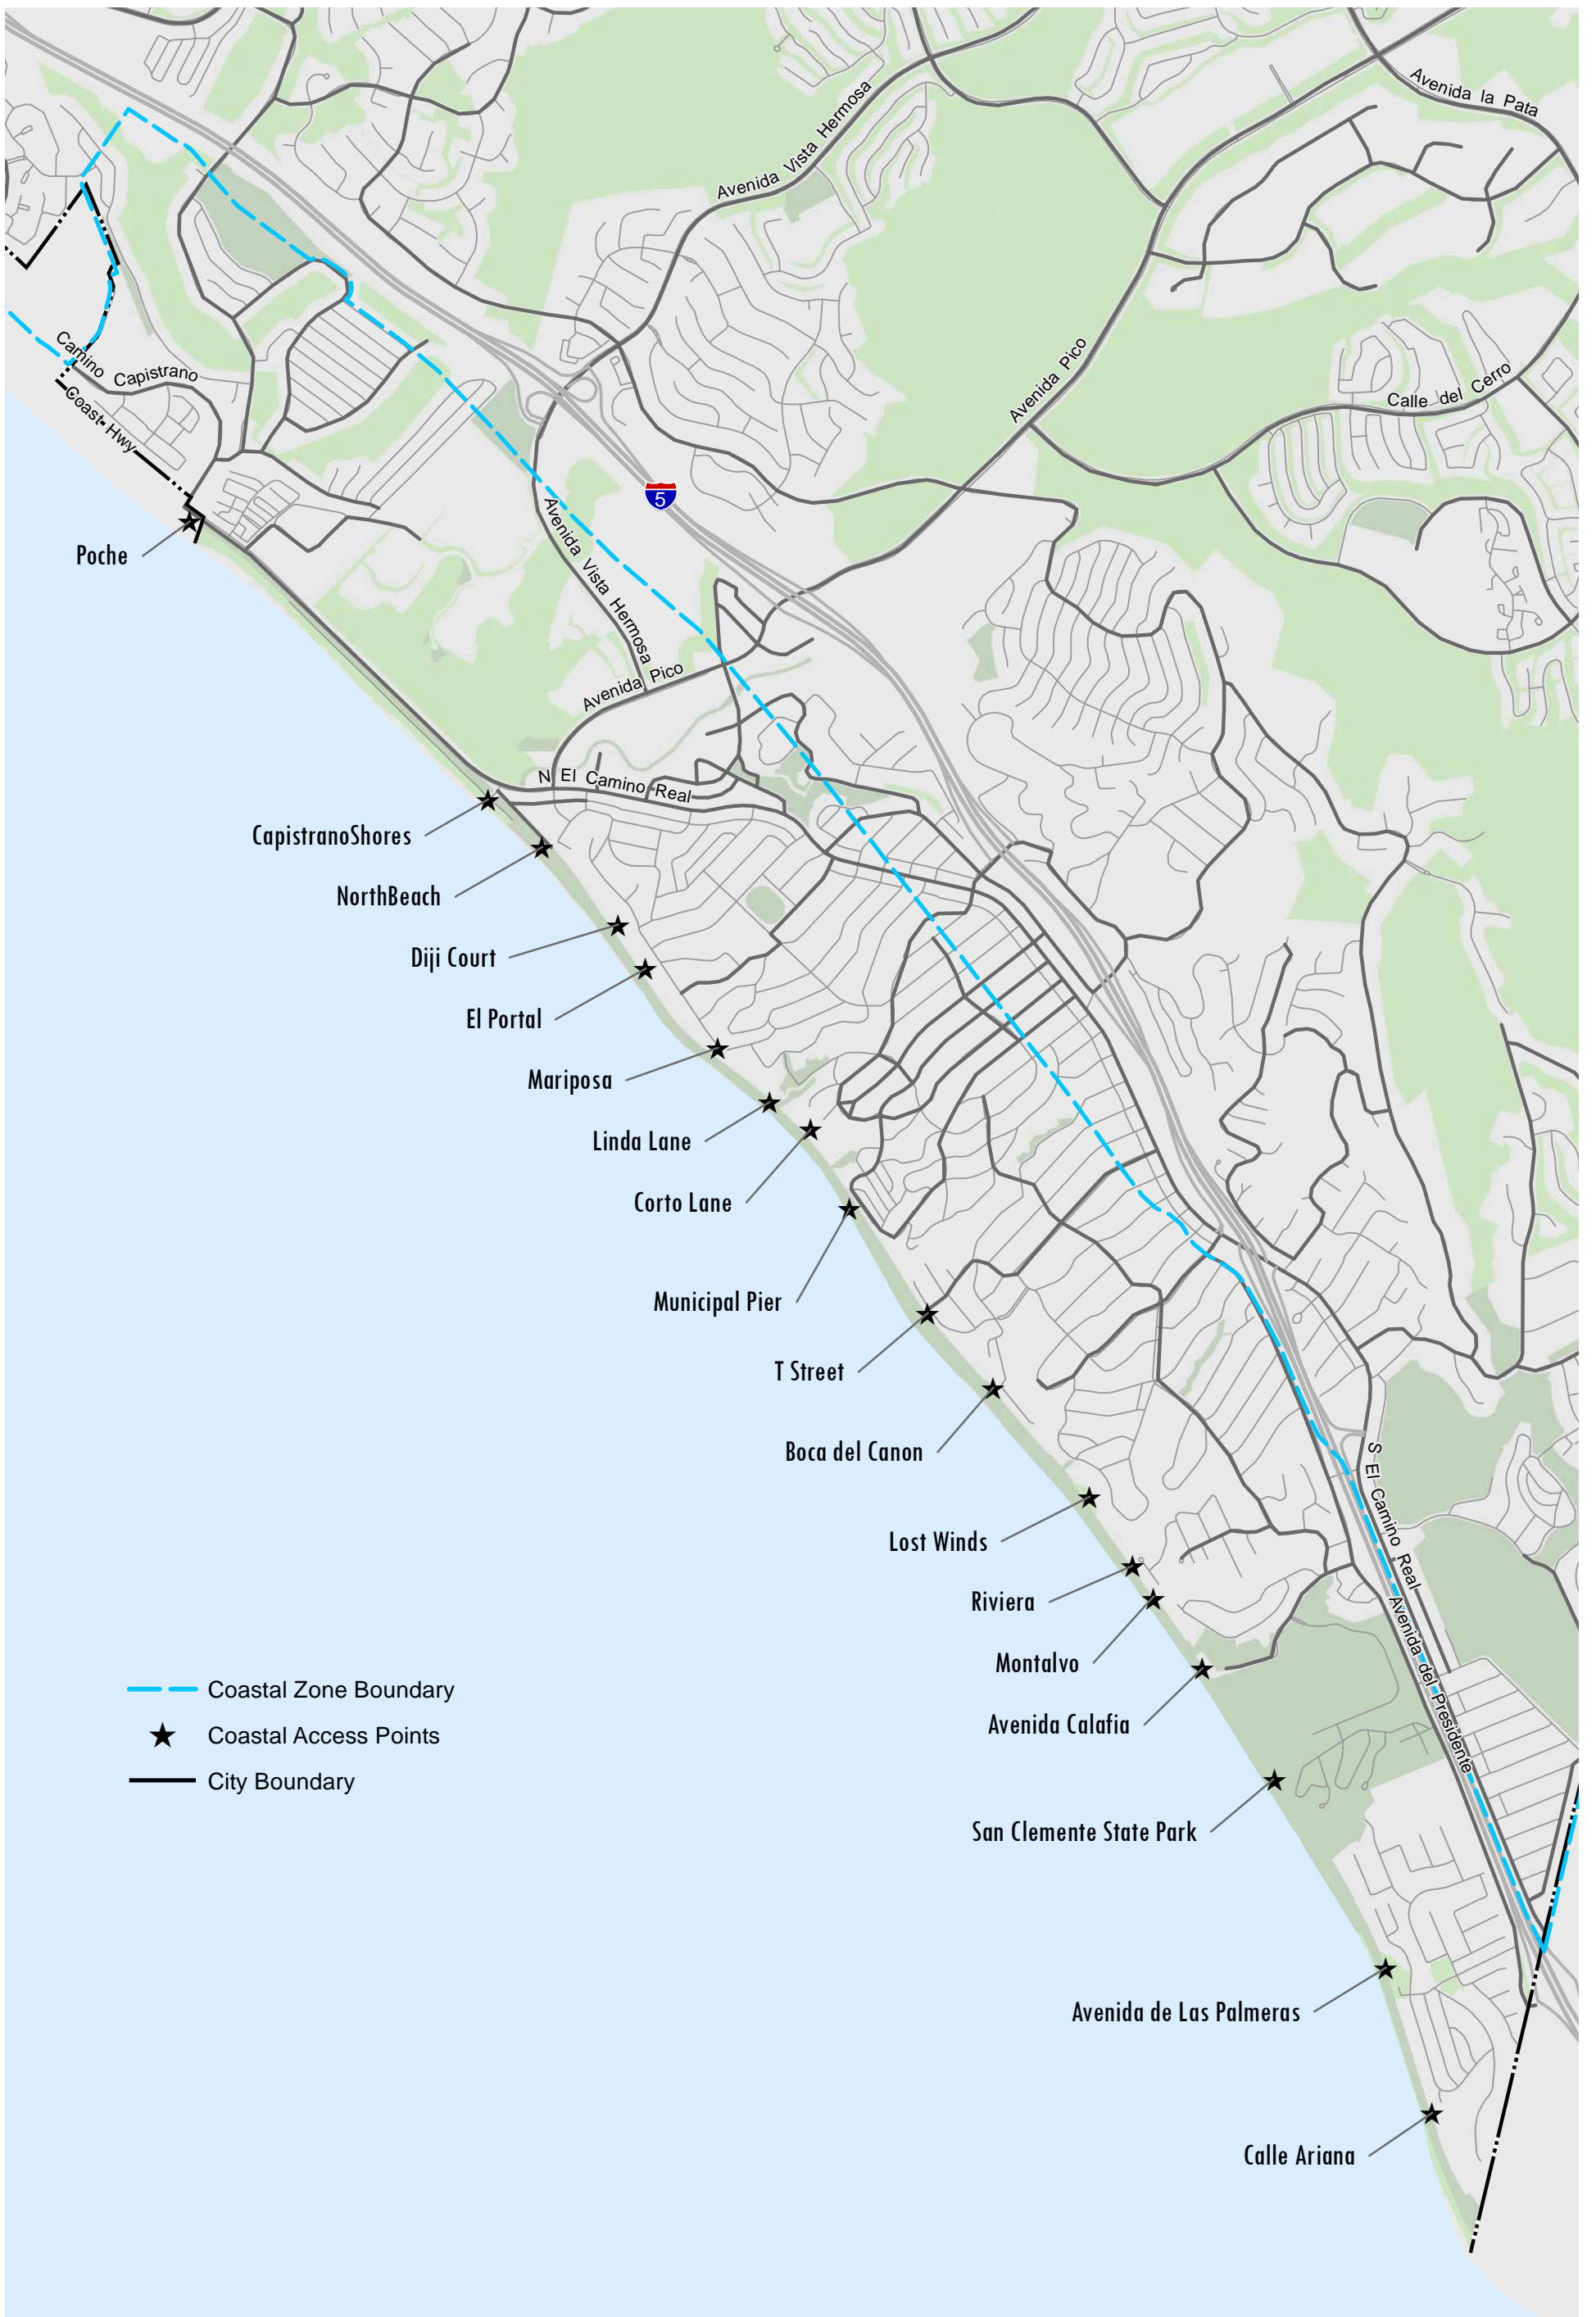 Avenida la Pata
Avenida Vista Hermosa
Camino Capistrano
Coast Hwy
Avenida Pico
Calle del Cerro
5
Avenida Vista Hermosa
Poche
Avenida Pico
N El Camino Real
CapistranoShores
NorthBeach
Diji Court
El Portal
Mariposa
Linda Lane
Corto Lane
Municipal Pier
T Street
Boca del Canon
S El Camino Real
Lost Winds
Riviera
Avenida del Presidente
Montalvo
Avenida Calafia
San Clemente State Park
Avenida de Las Palmeras
Calle Ariana
Coastal Zone Boundary
Coastal Access Points
City Boundary